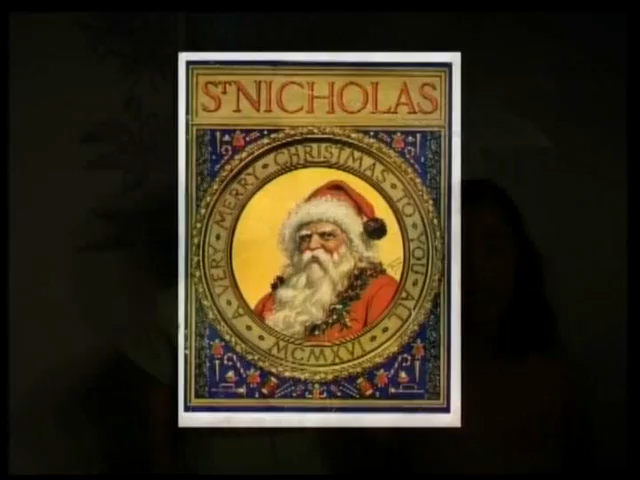 ST NICHOLAS
· A · VERY · MERRY · CHRISTMAS · TO · YOU · ALL ·
· MCMXVI ·